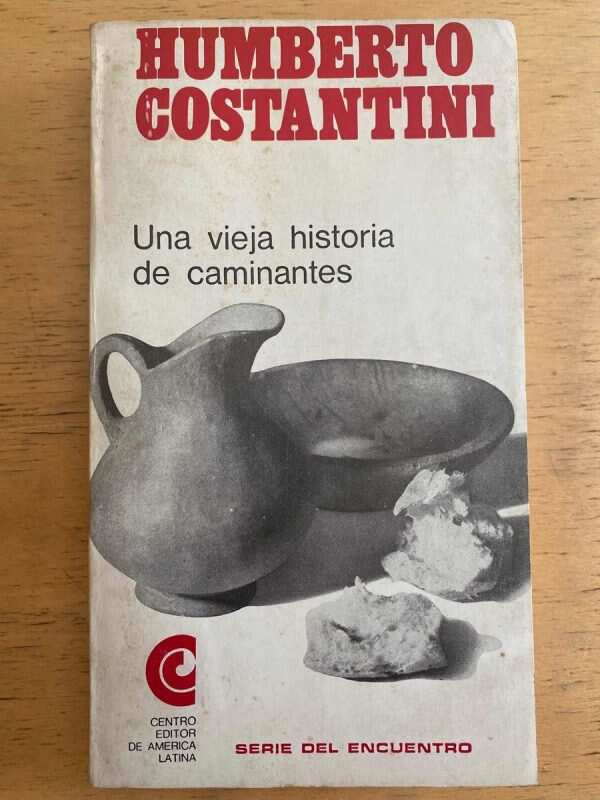 HUMBERTO
COSTANTINI
Una vieja historia
de caminantes
CENTRO
EDITOR
DE AMERICA
LATINA
SERIE DEL ENCUENTRO